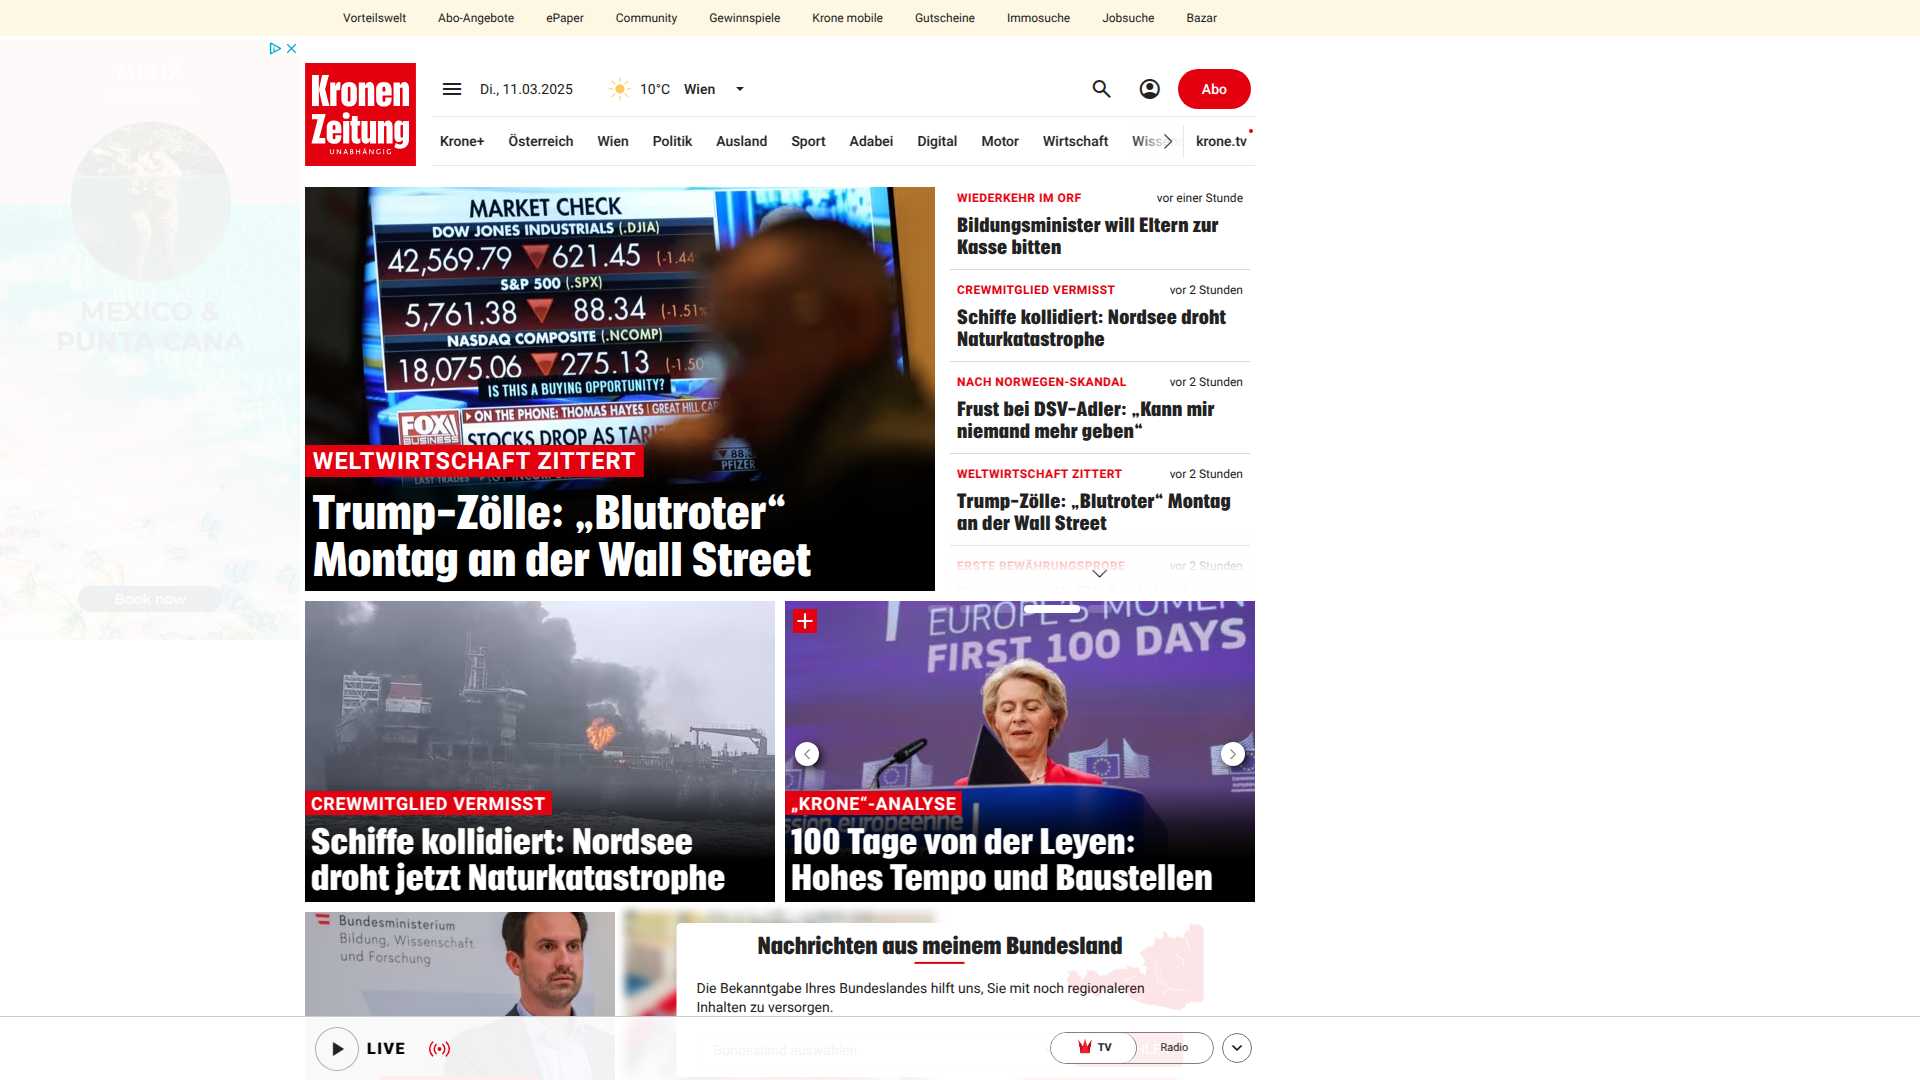 Vorteilswelt
Abo-Angebote
ePaper
Community
Gewinnspiele
Krone mobile
Gutscheine
Immosuche
Jobsuche
Bazar
MEXICO &
PUNTA CANA
Book now
Kronen
Zeitung
UNABHÄNGIG
Di., 11.03.2025
10°C Wien
Abo
Krone+
Österreich
Wien
Politik
Ausland
Sport
Adabei
Digital
Motor
Wirtschaft
krone.tv
MARKET CHECK
DOW JONES INDUSTRIALS (.DJIA)
42,569.79 621.45 (-1.44
S&P 500 (.SPX)
5,761.38 88.34 (-1.51%
NASDAQ COMPOSITE (.NCOMP)
18,075.06 275.13 (-1.50
IS THIS A BUYING OPPORTUNITY?
FOX
BUSINESS
ON THE PHONE: THOMAS HAYES | GREAT HILL CAP
STOCKS DROP AS
LAST TRADES
PFIZER
WELTWIRTSCHAFT ZITTERT
Trump-Zölle: „Blutroter“
Montag an der Wall Street
WIEDERKEHR IM ORF vor einer Stunde
Bildungsminister will Eltern zur
Kasse bitten
CREWMITGLIED VERMISST vor 2 Stunden
Schiffe kollidiert: Nordsee droht
Naturkatastrophe
NACH NORWEGEN-SKANDAL vor 2 Stunden
Frust bei DSV-Adler: „Kann mir
niemand mehr geben“
WELTWIRTSCHAFT ZITTERT vor 2 Stunden
Trump-Zölle: „Blutroter“ Montag
an der Wall Street
ERSTE BEWÄHRUNGSPROBE vor 2 Stunden
CREWMITGLIED VERMISST
Schiffe kollidiert: Nordsee
droht jetzt Naturkatastrophe
EUROPE'S
FIRST 100 DAYS
européenne
„KRONE“-ANALYSE
100 Tage von der Leyen:
Hohes Tempo und Baustellen
Bundesministerium
Bildung, Wissenschaft
und Forschung
Nachrichten aus meinem Bundesland
Die Bekanntgabe Ihres Bundeslandes hilft uns, Sie mit noch regionaleren
Inhalten zu versorgen.
Bundesland auswählen
LIVE
TV
Radio